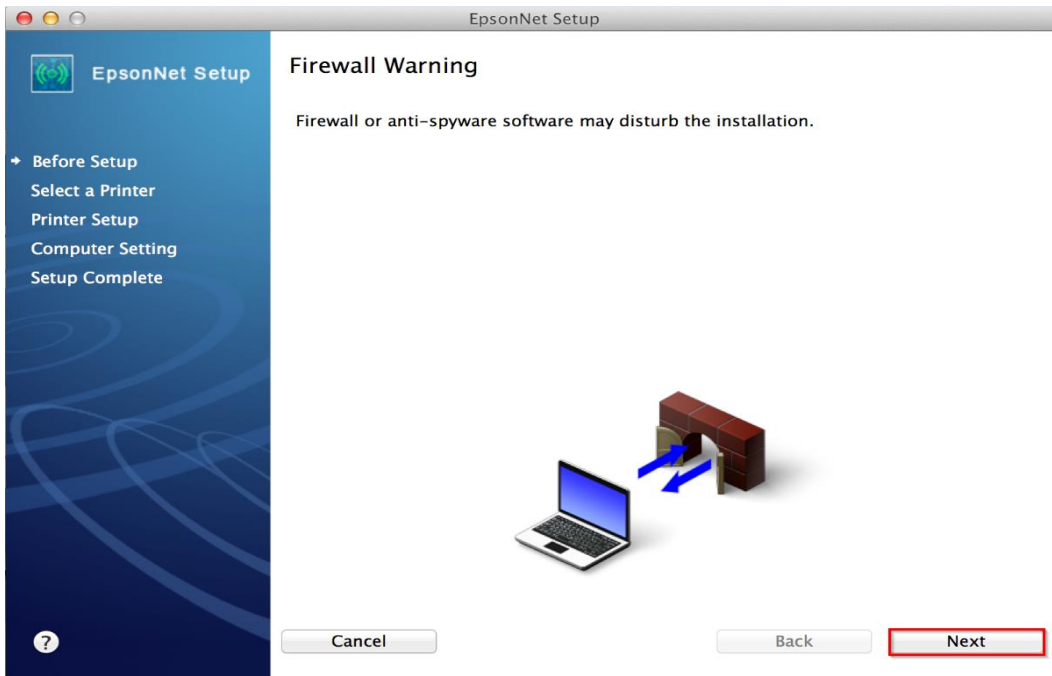 EpsonNet Setup
EpsonNet Setup
Before Setup
Select a Printer
Printer Setup
Computer Setting
Setup Complete
?
Firewall Warning
Firewall or anti-spyware software may disturb the installation.
Cancel
Back
Next